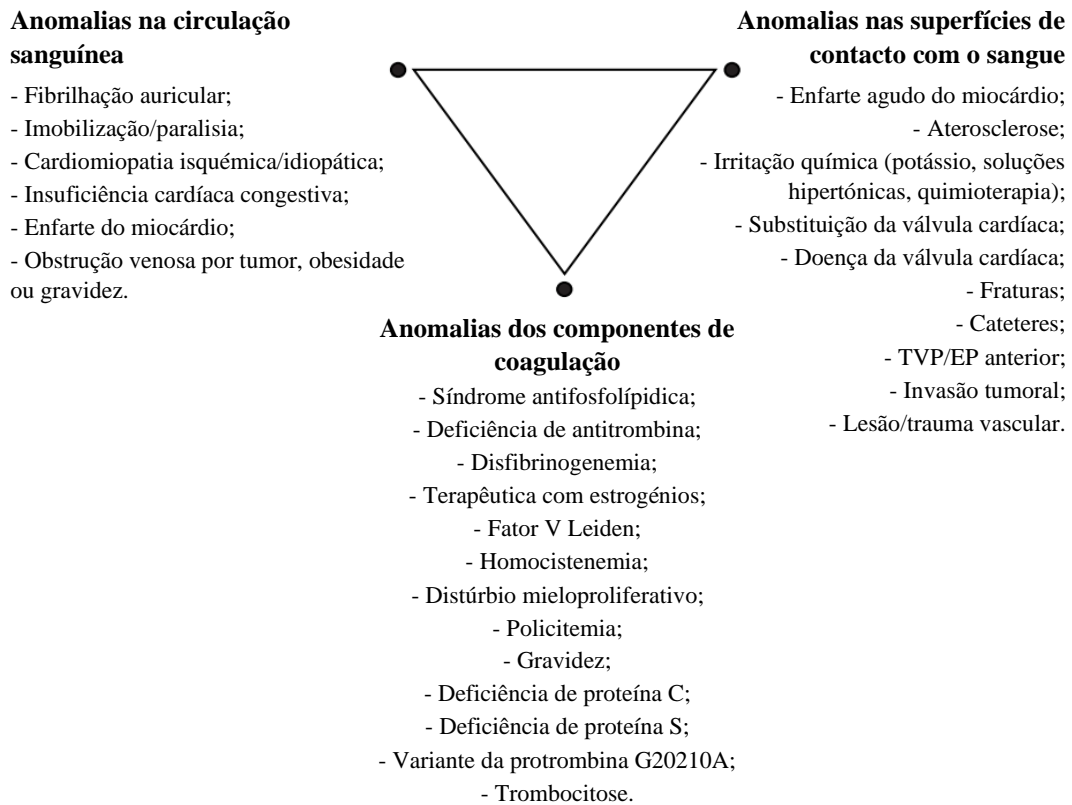 Anomalias na circulação
sanguínea
- Fibrilhação auricular;
- Imobilização/paralisia;
- Cardiomiopatia isquémica/idiopática;
- Insuficiência cardíaca congestiva;
- Enfarte do miocárdio;
- Obstrução venosa por tumor, obesidade
ou gravidez.
Anomalias nas superfícies de
contacto com o sangue
- Enfarte agudo do miocárdio;
- Aterosclerose;
- Irritação química (potássio, soluções
hipertónicas, quimioterapia);
- Substituição da válvula cardíaca;
- Doença da válvula cardíaca;
- Fraturas;
- Cateteres;
- TVP/EP anterior;
- Invasão tumoral;
- Lesão/trauma vascular.
Anomalias dos componentes de
coagulação
- Síndrome antifosfolípidica;
- Deficiência de antitrombina;
- Disfibrinogenemia;
- Terapêutica com estrogénios;
- Fator V Leiden;
- Homocistenemia;
- Distúrbio mieloproliferativo;
- Policitemia;
- Gravidez;
- Deficiência de proteína C;
- Deficiência de proteína S;
- Variante da protrombina G20210A;
- Trombocitose.